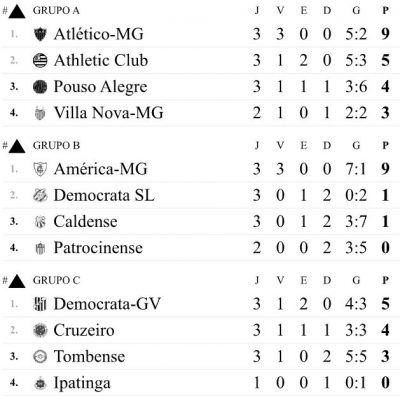 # GRUPO A J V E D G P
1. Atlético-MG 3 3 0 0 5:2 9
2. Athletic Club 3 1 2 0 5:3 5
3. Pouso Alegre 3 1 1 1 3:6 4
4. Villa Nova-MG 2 1 0 1 2:2 3
# GRUPO B J V E D G P
1. América-MG 3 3 0 0 7:1 9
2. Democrata SL 3 0 1 2 0:2 1
3. Caldense 3 0 1 2 3:7 1
4. Patrocinense 2 0 0 2 3:5 0
# GRUPO C J V E D G P
1. Democrata-GV 3 1 2 0 4:3 5
2. Cruzeiro 3 1 1 1 3:3 4
3. Tombense 3 1 0 2 5:5 3
4. Ipatinga 1 0 0 1 0:1 0